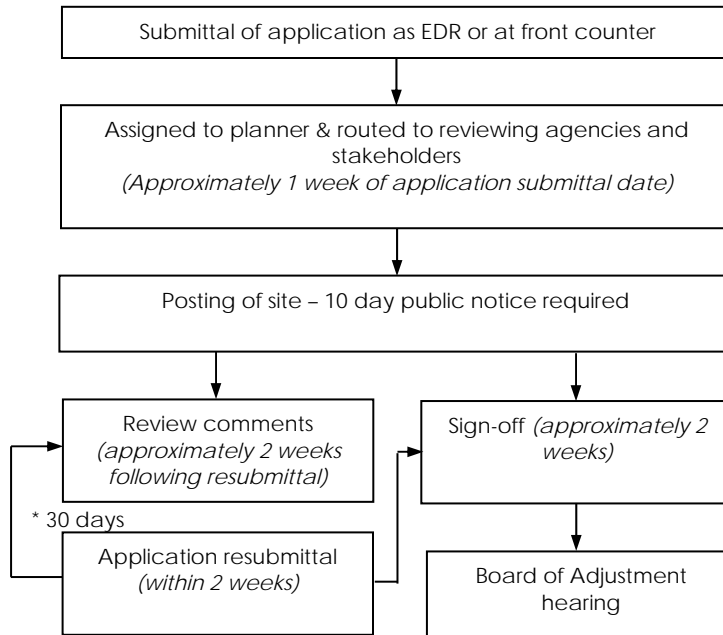 Submittal of application as EDR or at front counter
Assigned to planner & routed to reviewing agencies and
stakeholders
(Approximately 1 week of application submittal date)
Posting of site – 10 day public notice required
Review comments
(approximately 2 weeks
following resubmittal)
Sign-off (approximately 2
weeks)
* 30 days
Application resubmittal
(within 2 weeks)
Board of Adjustment
hearing